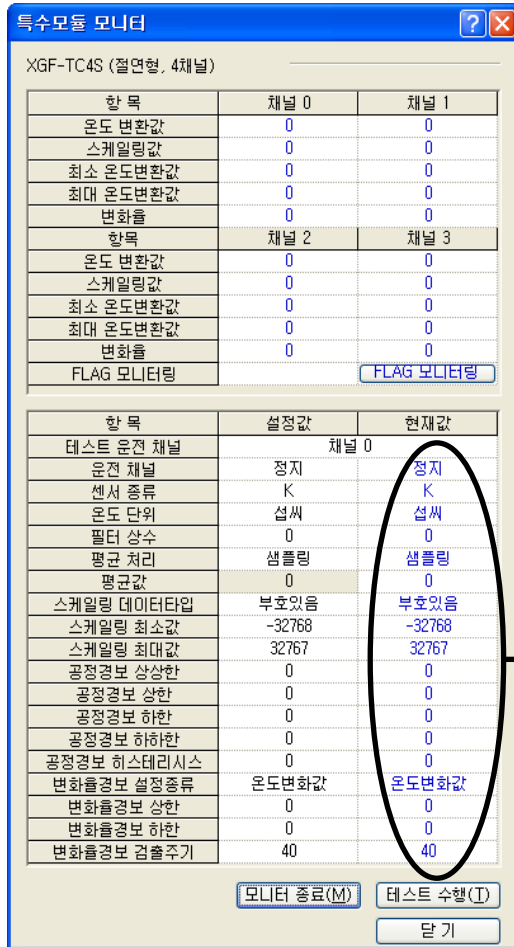 특수모듈 모니터
XGF-TC4S (절연형, 4채널)
항 목 채널 0 채널 1
온도 변환값 0 0
스케일링값 0 0
최소 온도변환값 0 0
최대 온도변환값 0 0
변화율 0 0
항목 채널 2 채널 3
온도 변환값 0 0
스케일링값 0 0
최소 온도변환값 0 0
최대 온도변환값 0 0
변화율 0 0
FLAG 모니터링 FLAG 모니터링
항 목 설정값 현재값
테스트 운전 채널 채널 0
운전 채널 정지 정지
센서 종류 K K
온도 단위 섭씨 섭씨
필터 상수 0 0
평균 처리 샘플링 샘플링
평균값 0 0
스케일링 데이터타입 부호있음 부호있음
스케일링 최소값 -32768 -32768
스케일링 최대값 32767 32767
공정경보 상상한 0 0
공정경보 상한 0 0
공정경보 하한 0 0
공정경보 하하한 0 0
공정경보 히스테리시스 0 0
변화율경보 설정종류 온도변화값 온도변화값
변화율경보 상한 0 0
변화율경보 하한 0 0
변화율경보 검출주기 40 40
모니터 종료(M) 테스트 수행(T)
닫 기